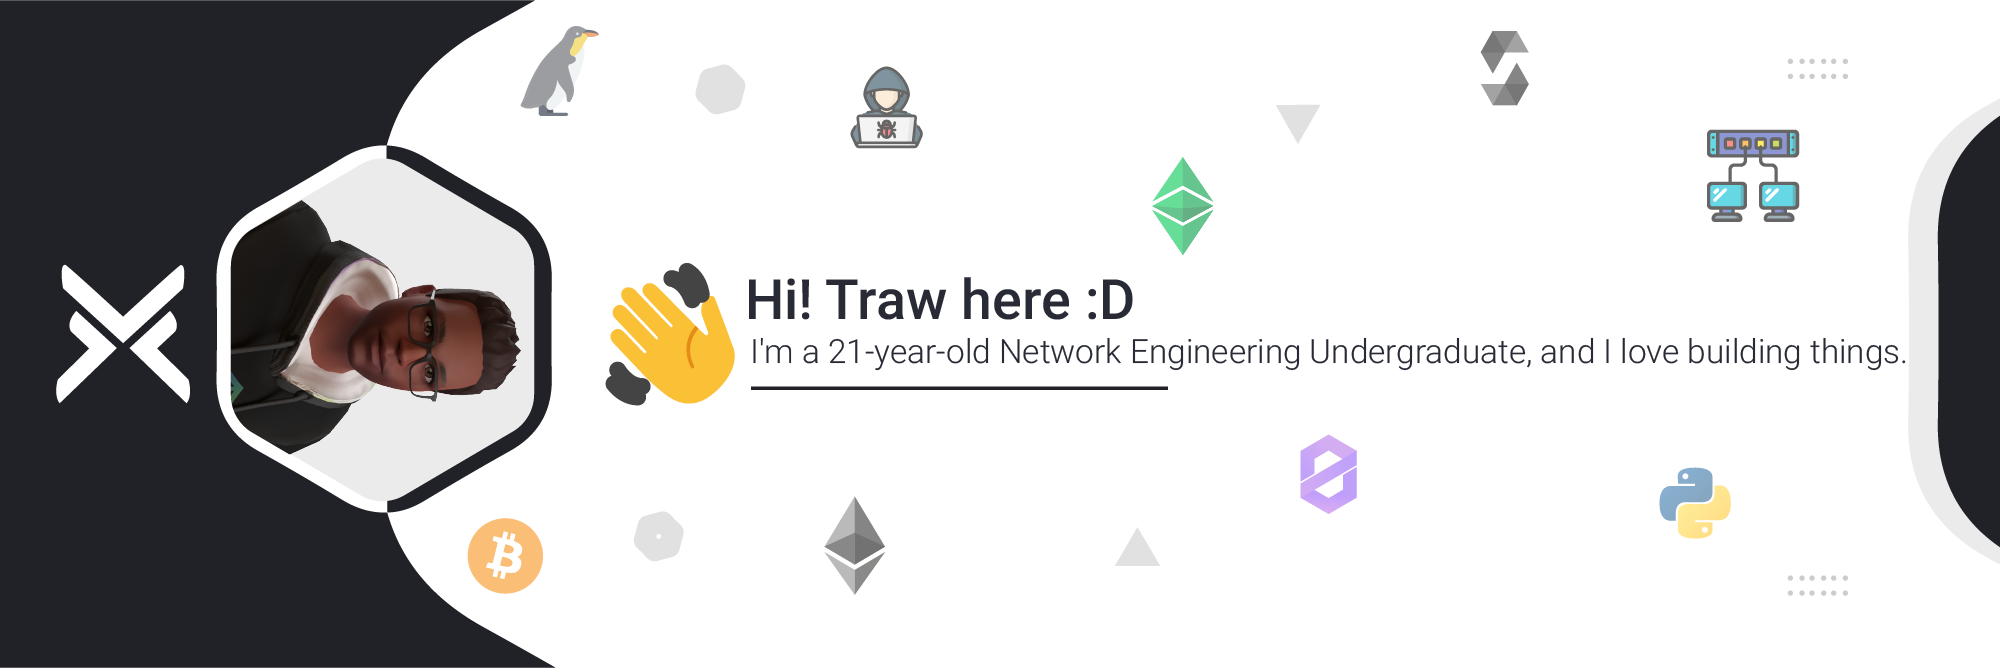 Hi! Traw here :D
I'm a 21-year-old Network Engineering Undergraduate, and I love building things.